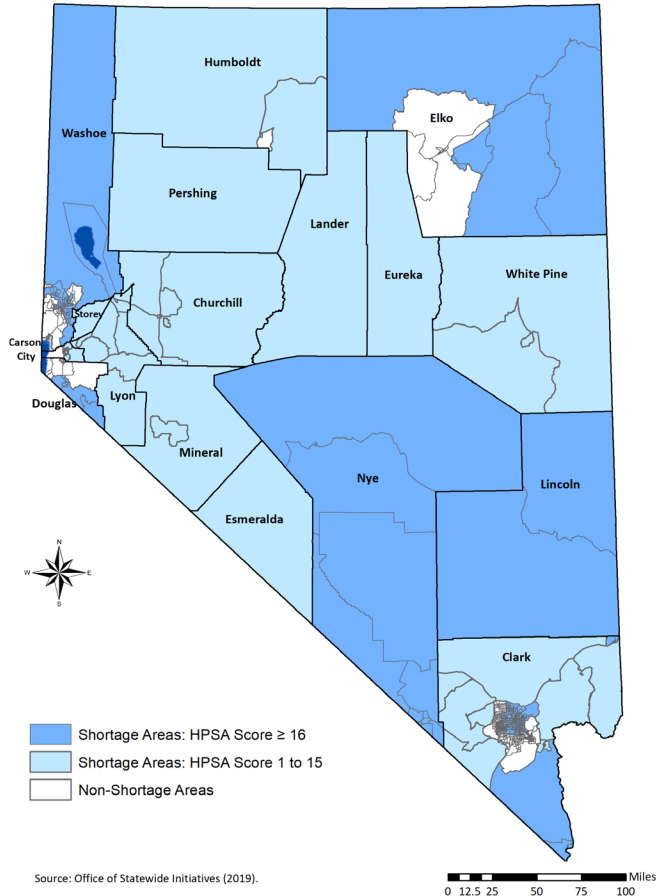 Humboldt
Elko
Washoe
Pershing
Lander
Eureka
White Pine
Churchill
Storey
Carson
City
Douglas
Lyon
Mineral
Nye
Lincoln
Esmeralda
N
W
E
S
Clark
Shortage Areas: HPSA Score ≥ 16
Shortage Areas: HPSA Score 1 to 15
Non-Shortage Areas
Source: Office of Statewide Initiatives (2019).
Miles
0 12.5 25 50 75 100